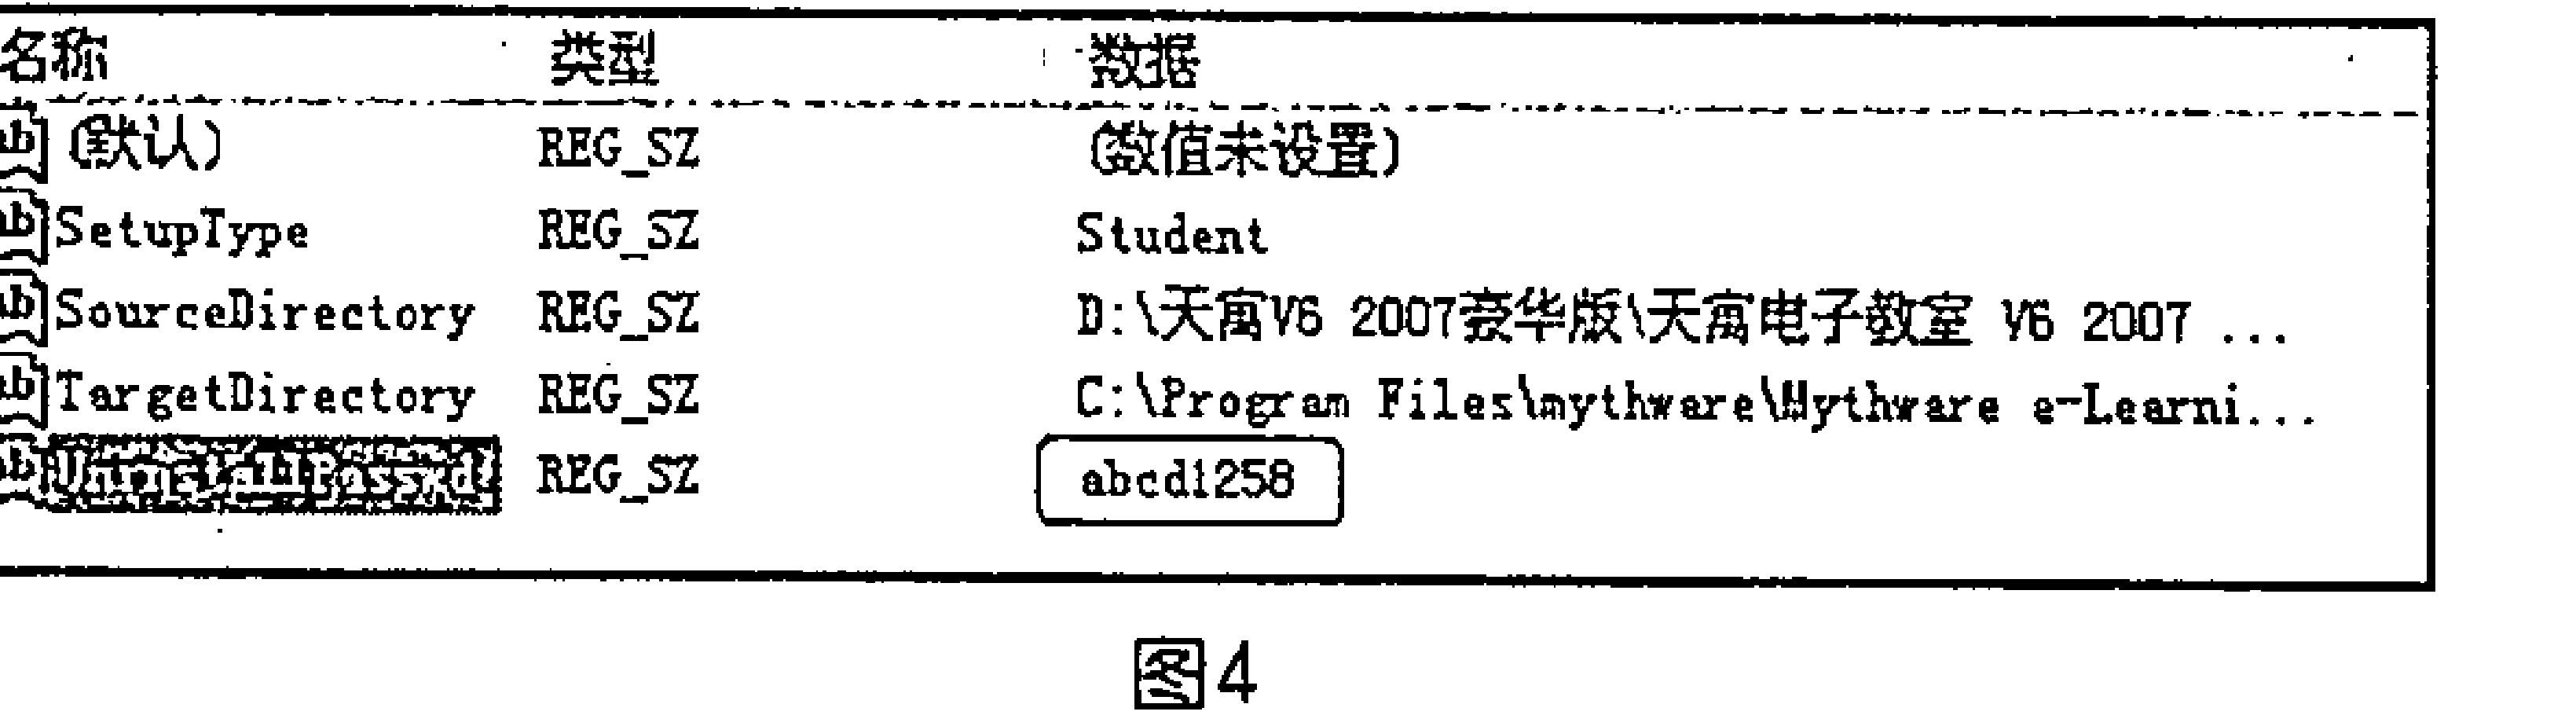 名称 类型 数据
(默认) REG_SZ (数值未设置)
SetupType REG_SZ Student
SourceDirectory REG_SZ D:\天寓V6 2007豪华版\天寓电子教室 V6 2007 ...
TargetDirectory REG_SZ C:\Program Files\mythware\Mythware e-Learni...
UninstallPasswd REG_SZ abcd1258
图4